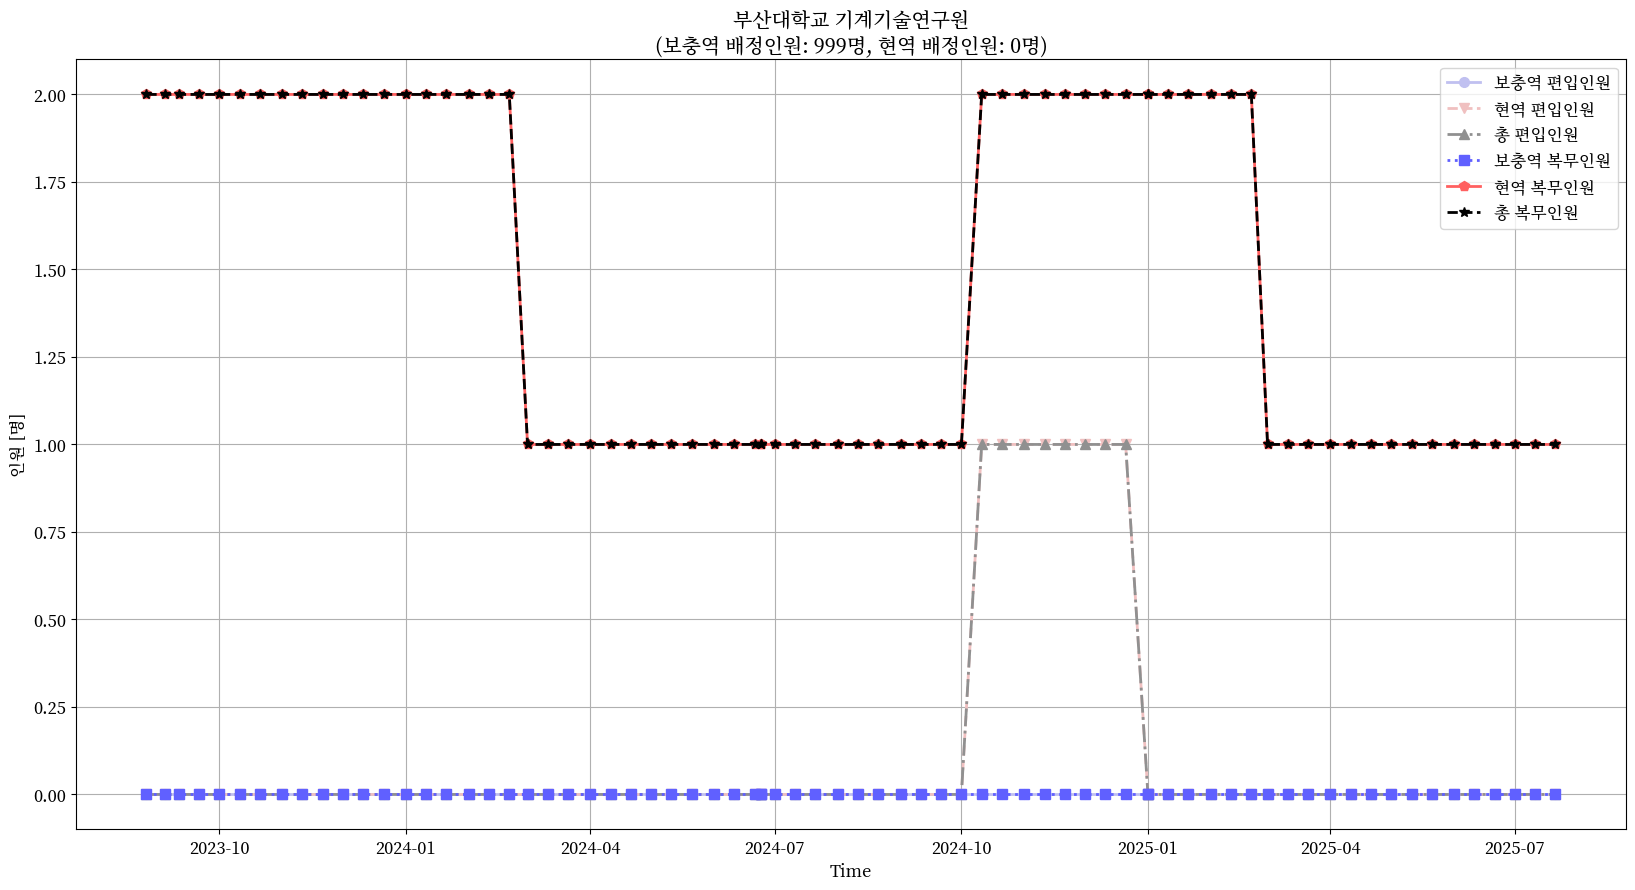 부산대학교 기계기술연구원
(보충역 배정인원: 999명, 현역 배정인원: 0명)
보충역 편입인원
현역 편입인원
총 편입인원
보충역 복무인원
현역 복무인원
총 복무인원
인원 [명]
2.00
1.75
1.50
1.25
1.00
0.75
0.50
0.25
0.00
2023-10 2024-01 2024-04 2024-07 2024-10 2025-01 2025-04 2025-07
Time